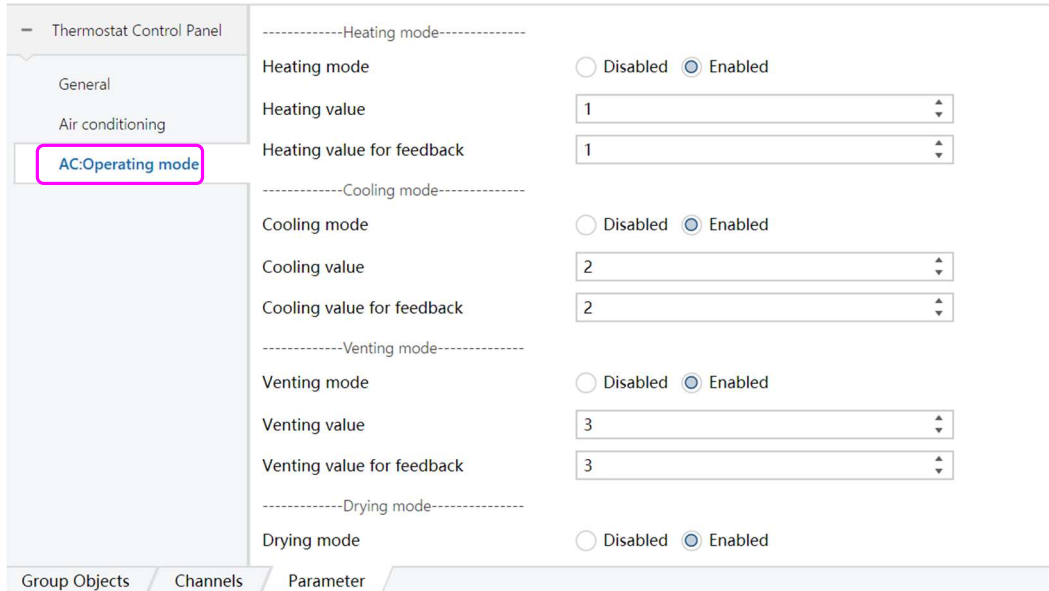 Thermostat Control Panel
General
Air conditioning
AC:Operating mode
-------------Heating mode--------------
Heating mode Disabled Enabled
Heating value 1
Heating value for feedback 1
-------------Cooling mode--------------
Cooling mode Disabled Enabled
Cooling value 2
Cooling value for feedback 2
-------------Venting mode--------------
Venting mode Disabled Enabled
Venting value 3
Venting value for feedback 3
-------------Drying mode---------------
Drying mode Disabled Enabled
Group Objects Channels Parameter